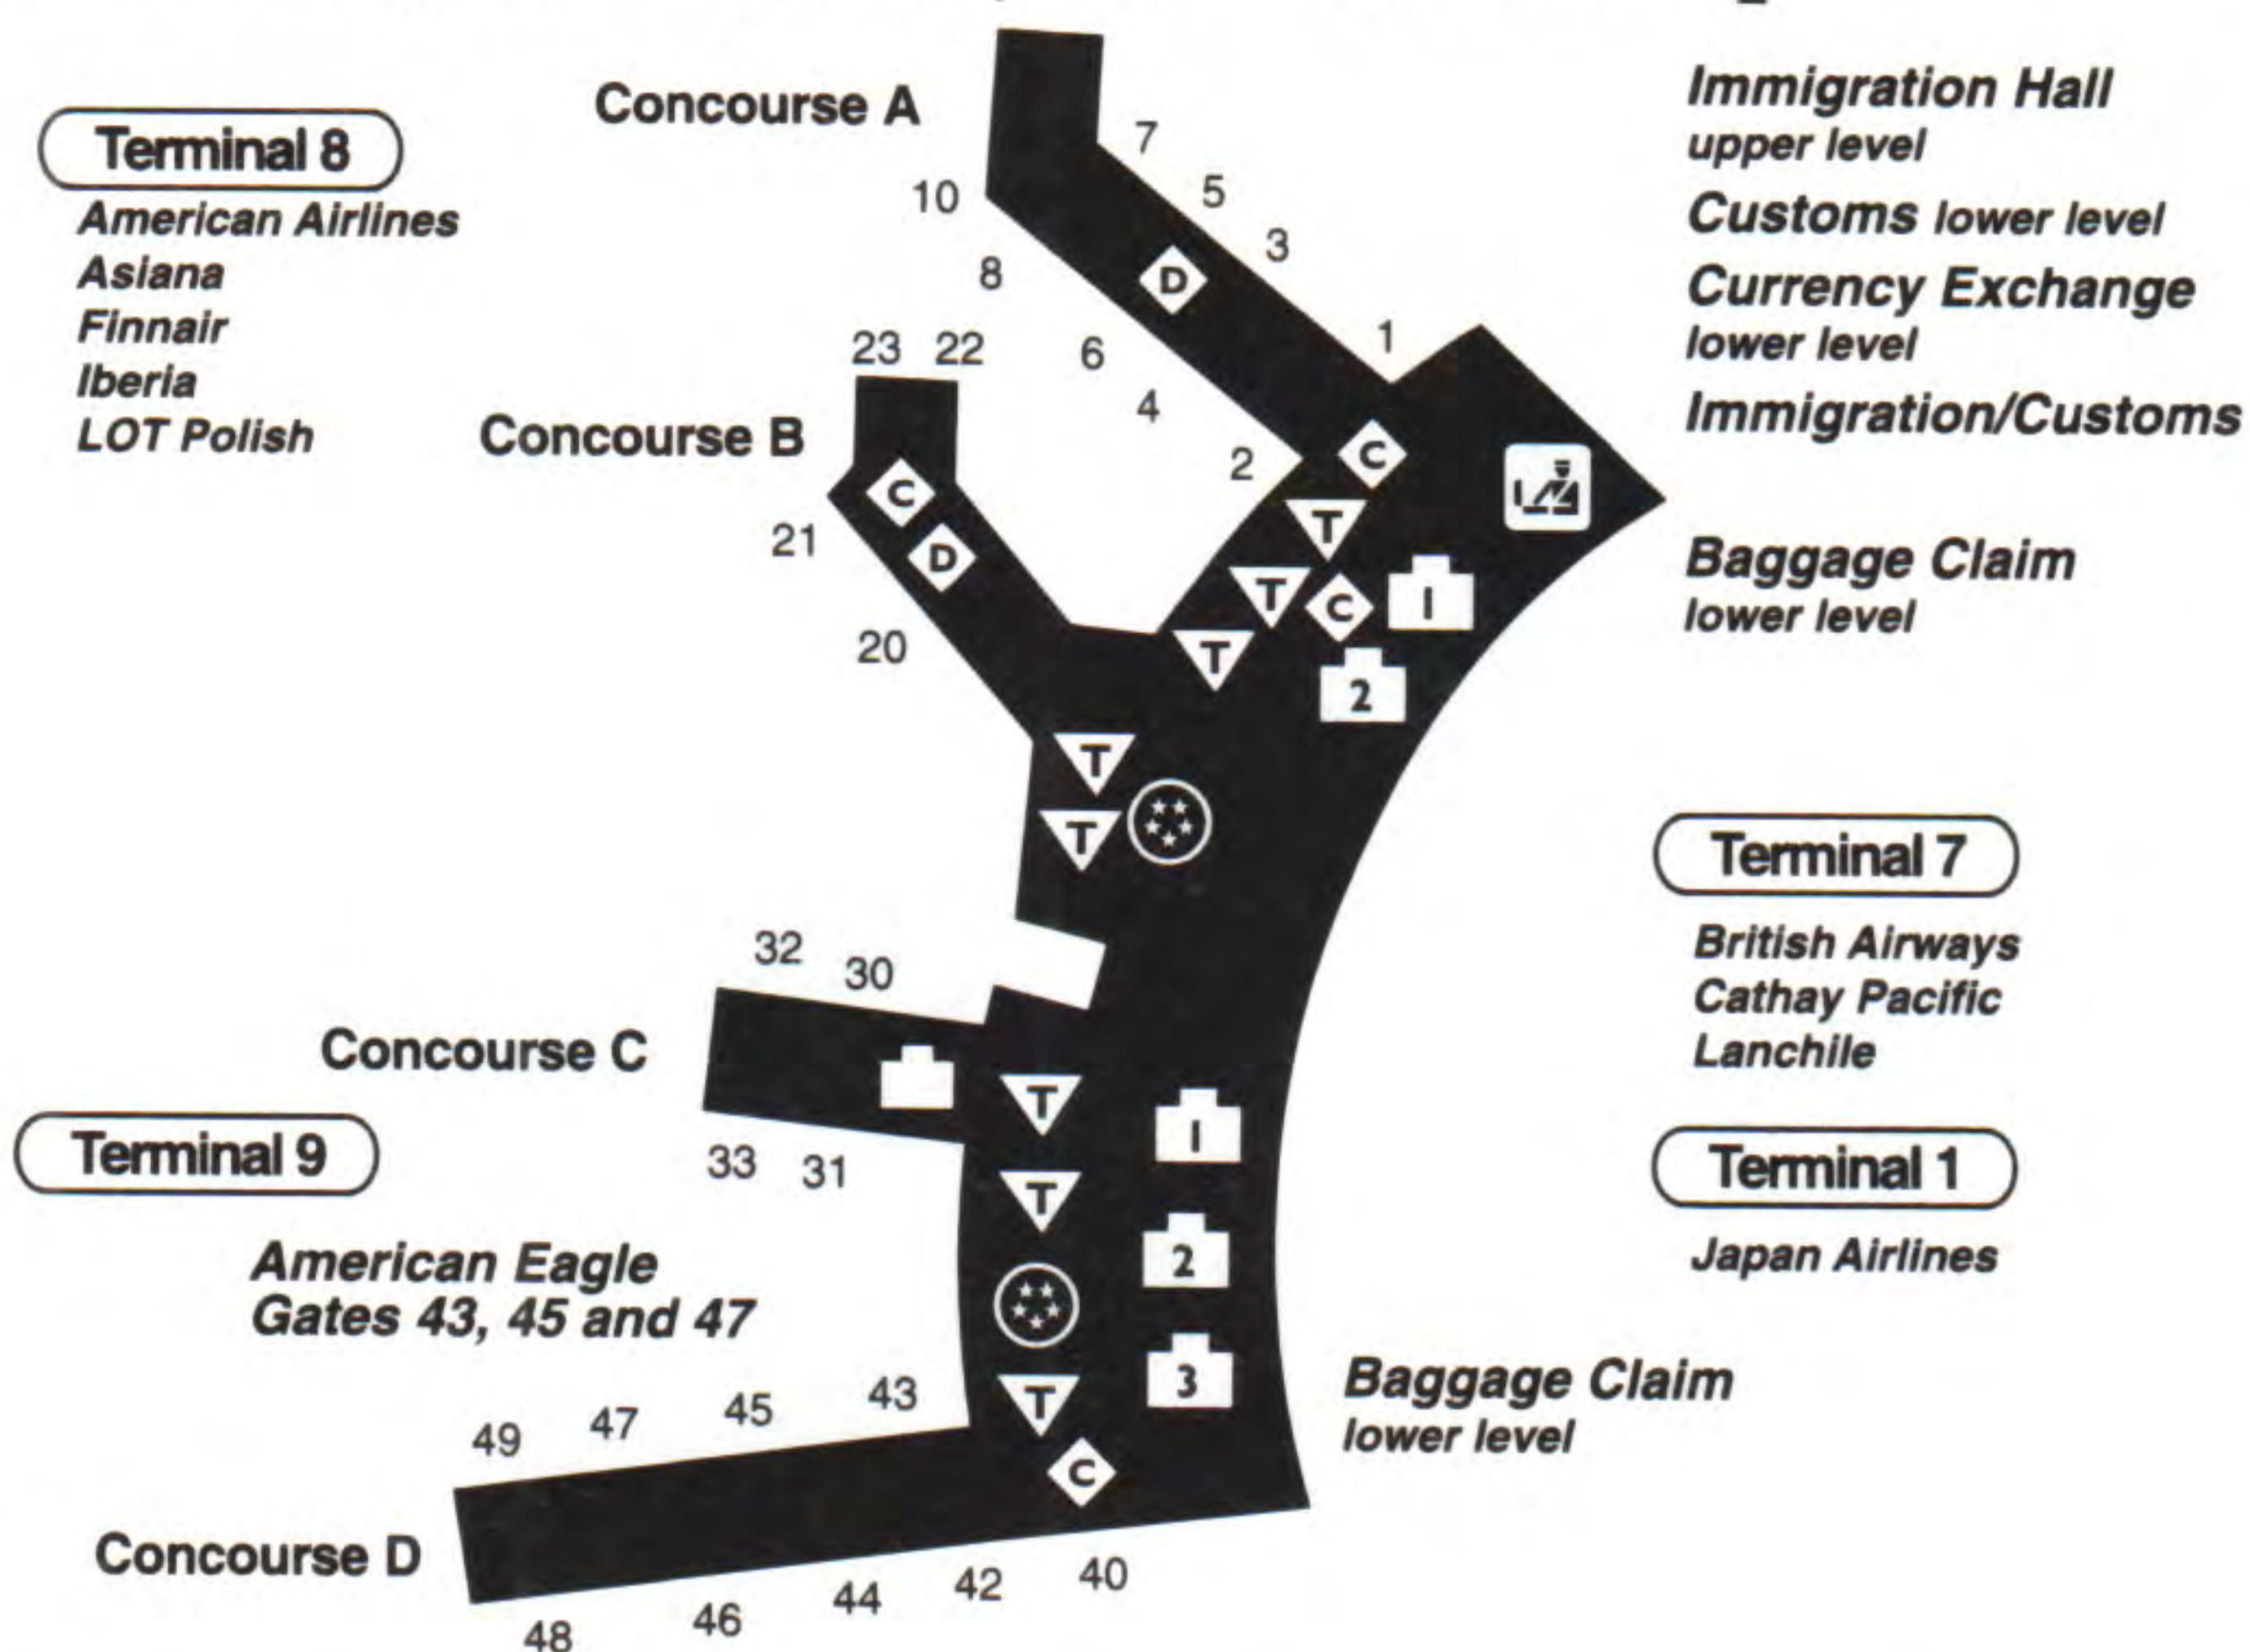 Concourse A
Terminal 8
American Airlines
Asiana
Finnair
Iberia
LOT Polish
Immigration Hall
upper level
Customs lower level
Currency Exchange
lower level
Immigration/Customs
7
5
3
1
10
8
6
4
2
D
C
Concourse B
23 22
21
20
C
D
T
T
C
1
T
2
Baggage Claim
lower level
T
T
Terminal 7
British Airways
Cathay Pacific
Lanchile
Terminal 1
Japan Airlines
Concourse C
32 30
33 31
T
1
T
2
3
T
C
Terminal 9
American Eagle
Gates 43, 45 and 47
Baggage Claim
lower level
49 47 45 43
Concourse D
48 46 44 42 40